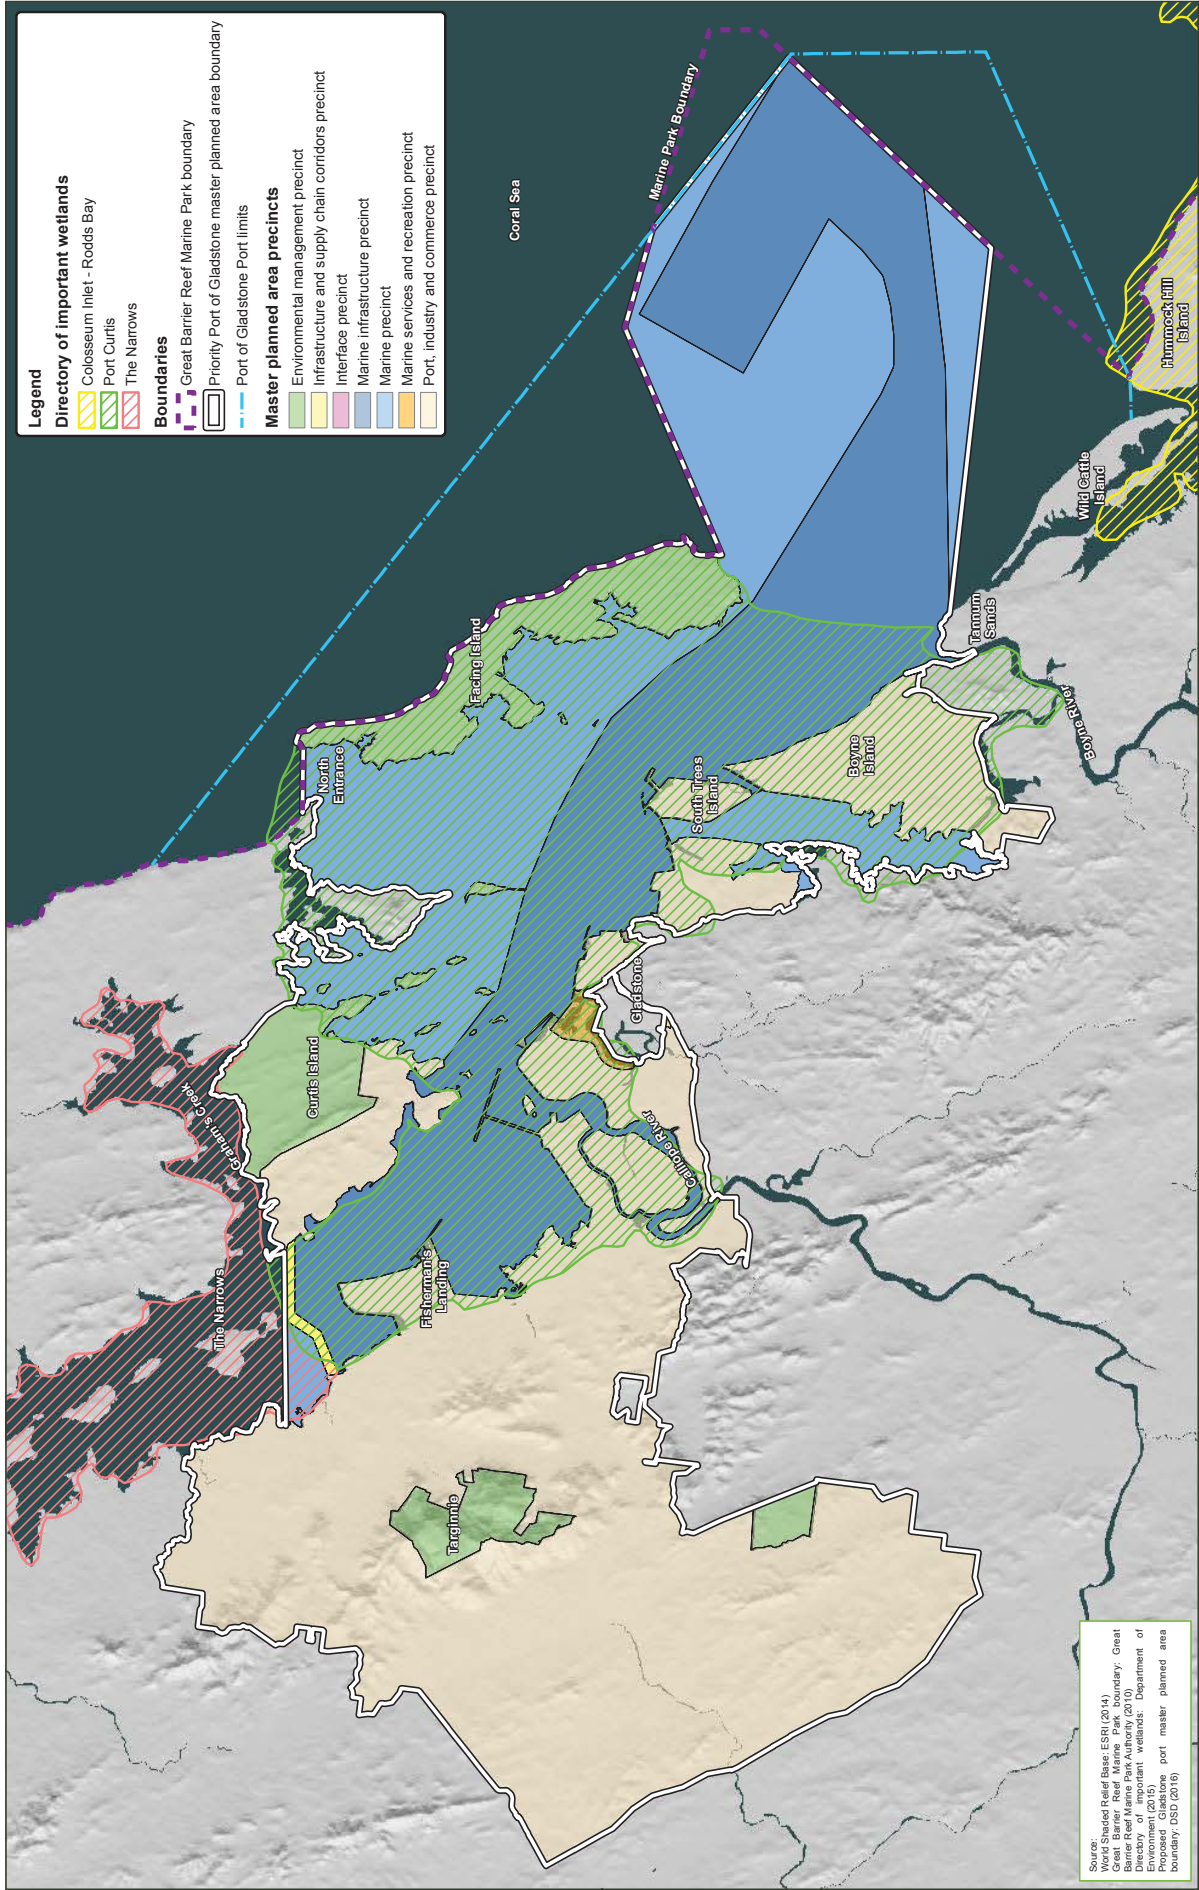 Legend
Directory of important wetlands
Colosseum Inlet - Rodds Bay
Port Curtis
The Narrows
Boundaries
Great Barrier Reef Marine Park boundary
Priority Port of Gladstone master planned area boundary
Port of Gladstone Port limits
Master planned area precincts
Environmental management precinct
Infrastructure and supply chain corridors precinct
Interface precinct
Marine infrastructure precinct
Marine precinct
Marine services and recreation precinct
Port, industry and commerce precinct
Coral Sea
Marine Park Boundary
Hummock Hill
Island
Wild Cattle
Island
Tannum
Sands
Boyne River
Boyne
Island
South Trees
Island
Facing Island
North
Entrance
Gladstone
Calliope River
Curtis Island
Graham's Creek
The Narrows
Fisherman's
Landing
Targinnie
Source:
World Shaded Relief Base: ESRI (2014)
Great Barrier Reef Marine Park boundary: Great
Barrier Reef Marine Park Authority (2010)
Directory of important wetlands: Department of
Environment (2015)
Proposed Gladstone port master planned area
boundary: DSD (2016)